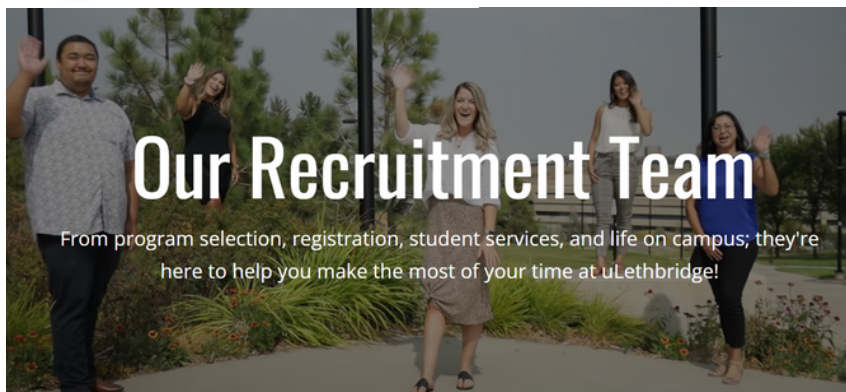 Our Recruitment Team
From program selection, registration, student services, and life on campus; they're
here to help you make the most of your time at uLethbridge!